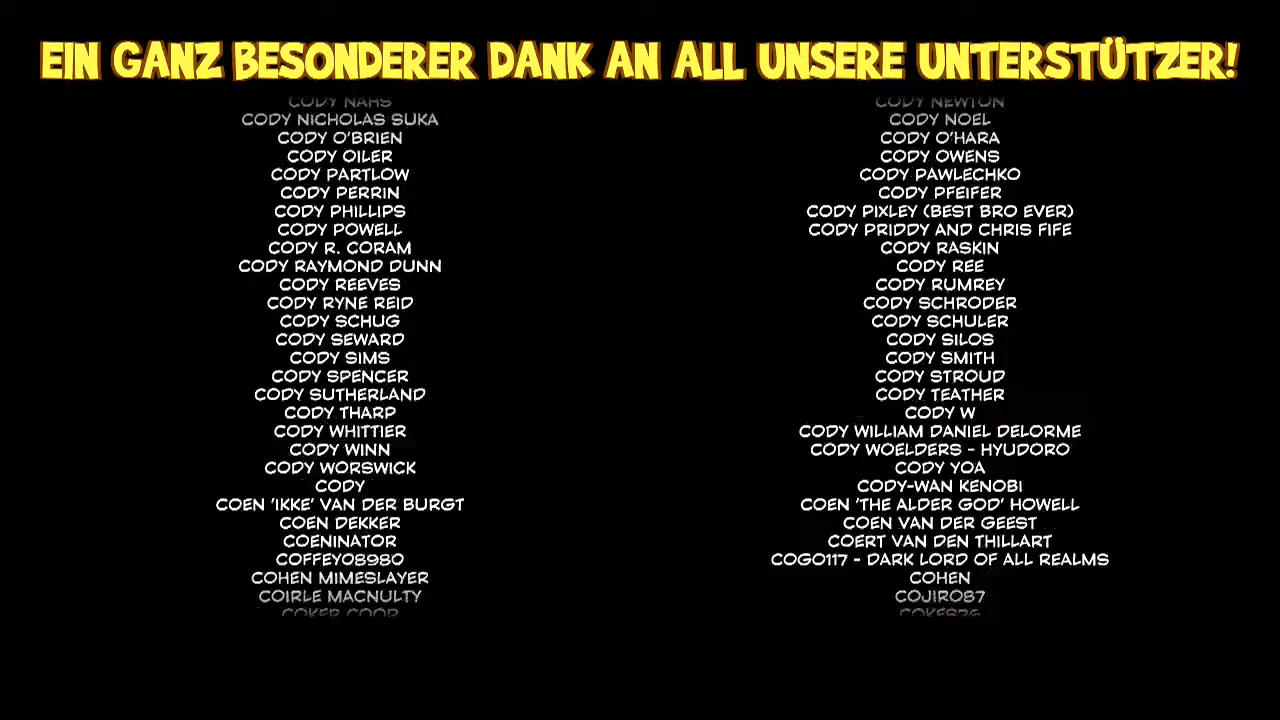 EIN GANZ BESONDERER DANK AN ALL UNSERE UNTERSTÜTZER!
CODY NAHS
CODY NICHOLAS SUKA
CODY O'BRIEN
CODY OILER
CODY PARTLOW
CODY PERRIN
CODY PHILLIPS
CODY POWELL
CODY R. CORAM
CODY RAYMOND DUNN
CODY REEVES
CODY RYNE REID
CODY SCHUG
CODY SEWARD
CODY SIMS
CODY SPENCER
CODY SUTHERLAND
CODY THARP
CODY WHITTIER
CODY WINN
CODY WORSWICK
CODY
COEN 'IKKE' VAN DER BURGT
COEN DEKKER
COENINATOR
COFFEY08980
COHEN MIMESLAYER
COIRLE MACNULTY
COKER COOP
CODY NEWTON
CODY NOEL
CODY O'HARA
CODY OWENS
CODY PAWLECHKO
CODY PFEIFER
CODY PIXLEY (BEST BRO EVER)
CODY PRIDDY AND CHRIS FIFE
CODY RASKIN
CODY REE
CODY RUMREY
CODY SCHRODER
CODY SCHULER
CODY SILOS
CODY SMITH
CODY STROUD
CODY TEATHER
CODY W
CODY WILLIAM DANIEL DELORME
CODY WOELDERS - HYUDORO
CODY YOA
CODY-WAN KENOBI
COEN 'THE ALDER GOD' HOWELL
COEN VAN DER GEEST
COERT VAN DEN THILLART
COGO117 - DARK LORD OF ALL REALMS
COHEN
COJIRO87